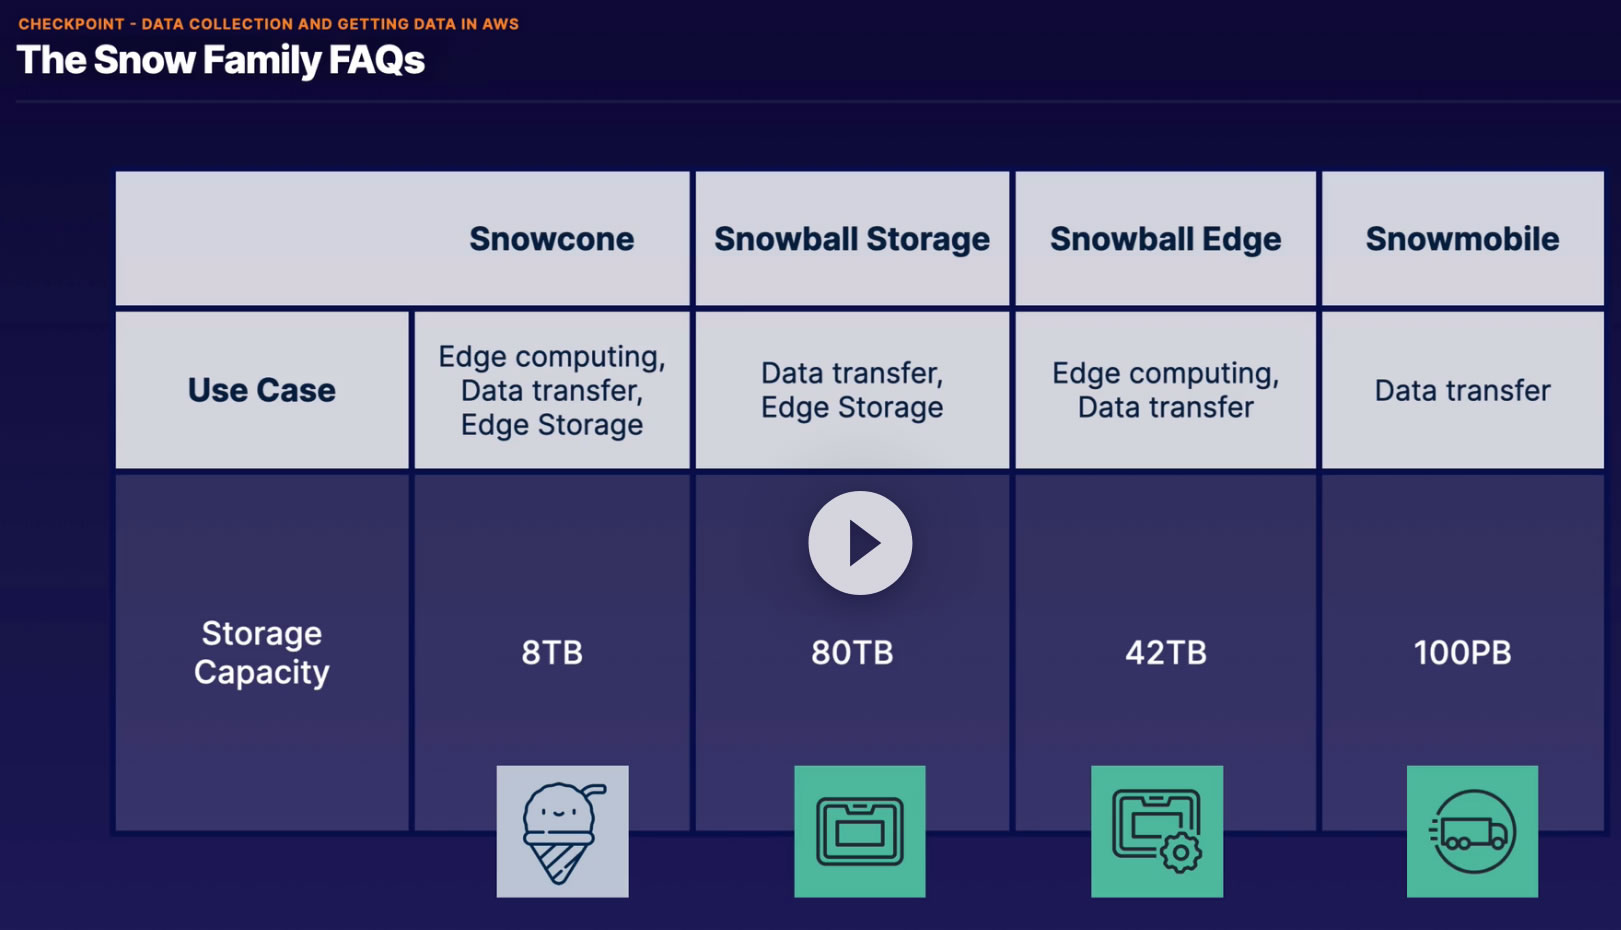 CHECKPOINT - DATA COLLECTION AND GETTING DATA IN AWS
The Snow Family FAQs
Snowcone
Snowball Storage
Snowball Edge
Snowmobile
Use Case
Edge computing,
Data transfer,
Edge Storage
Data transfer,
Edge Storage
Edge computing,
Data transfer
Data transfer
Storage
Capacity
8TB
80TB
42TB
100PB